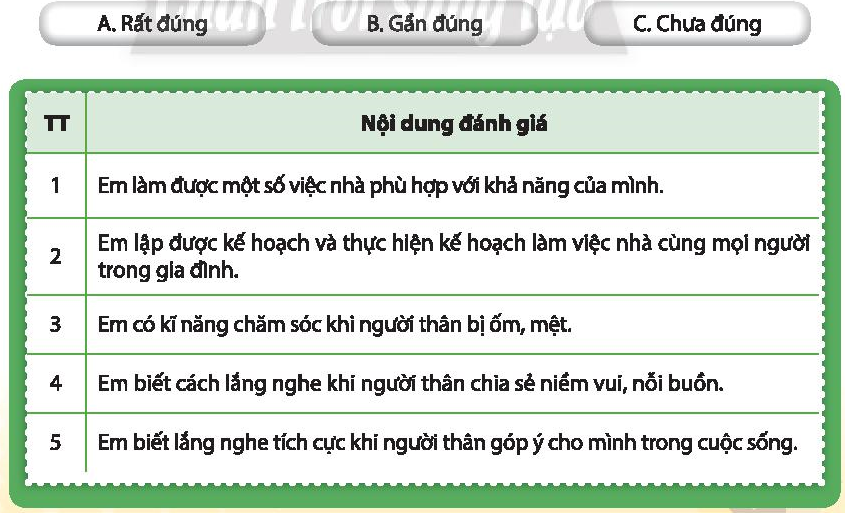 Chân trời sáng tạo
A. Rất đúng B. Gần đúng C. Chưa đúng
TT Nội dung đánh giá
1 Em làm được một số việc nhà phù hợp với khả năng của mình.
2 Em lập được kế hoạch và thực hiện kế hoạch làm việc nhà cùng mọi người
trong gia đình.
3 Em có kĩ năng chăm sóc khi người thân bị ốm, mệt.
4 Em biết cách lắng nghe khi người thân chia sẻ niềm vui, nỗi buồn.
5 Em biết lắng nghe tích cực khi người thân góp ý cho mình trong cuộc sống.